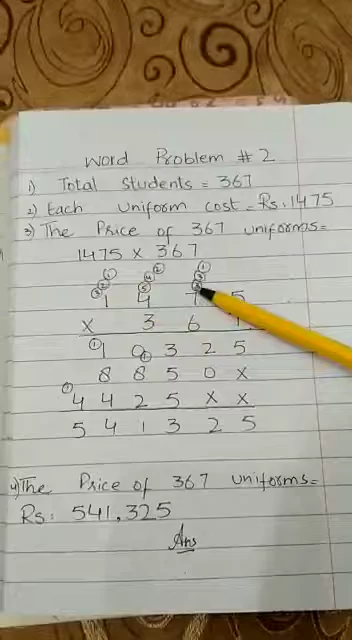 Word Problem # 2
1) Total Students = 367
2) Each uniform cost = Rs: 1475
3) The Price of 367 uniforms =
1475 x 367
1 4 7 5
x 3 6
1 0 3 2 5
8 8 5 0 x
4 4 2 5 x x
5 4 1 3 2 5
4) The Price of 367 uniforms =
Rs: 541,325
Ans